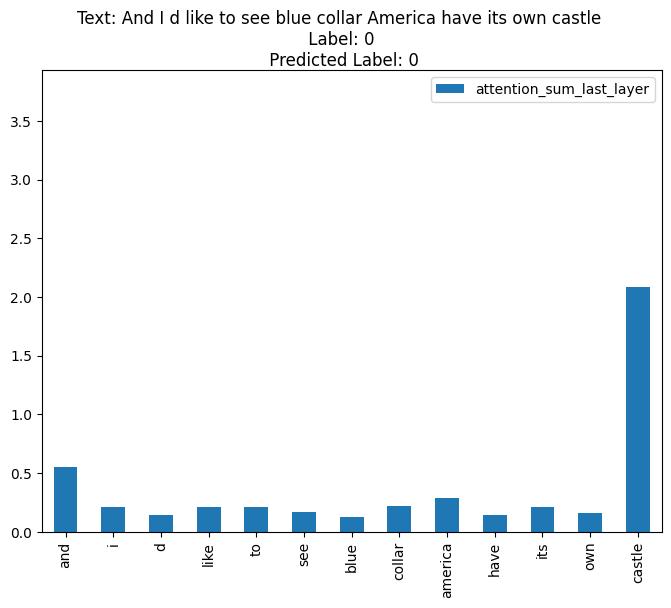 Text: And I d like to see blue collar America have its own castle
Label: 0
Predicted Label: 0
attention_sum_last_layer
3.5
3.0
2.5
2.0
1.5
1.0
0.5
0.0
and
i
d
like
to
see
blue
collar
america
have
its
own
castle